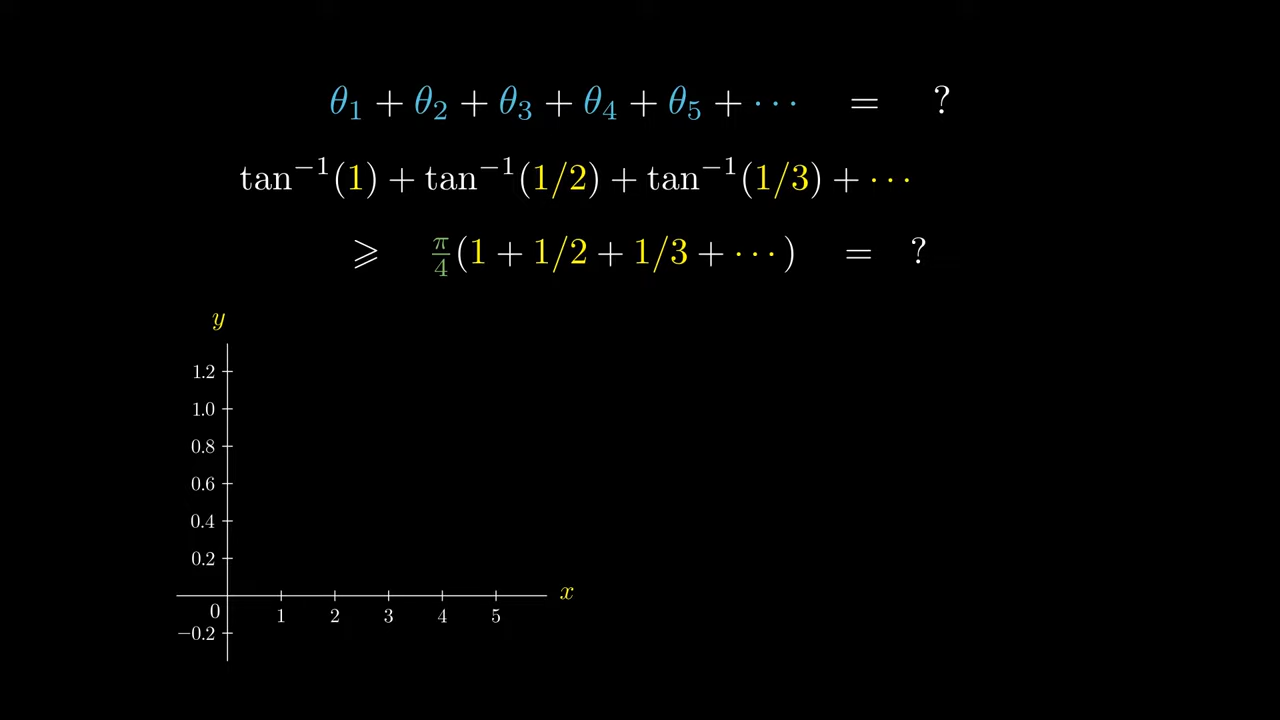 θ₁ + θ₂ + θ₃ + θ₄ + θ₅ + ⋯ = ?
tan⁻¹(1) + tan⁻¹(1/2) + tan⁻¹(1/3) + ⋯
⩾ π/4 (1 + 1/2 + 1/3 + ⋯) = ?
y
1.2
1.0
0.8
0.6
0.4
0.2
x
0 1 2 3 4 5
−0.2